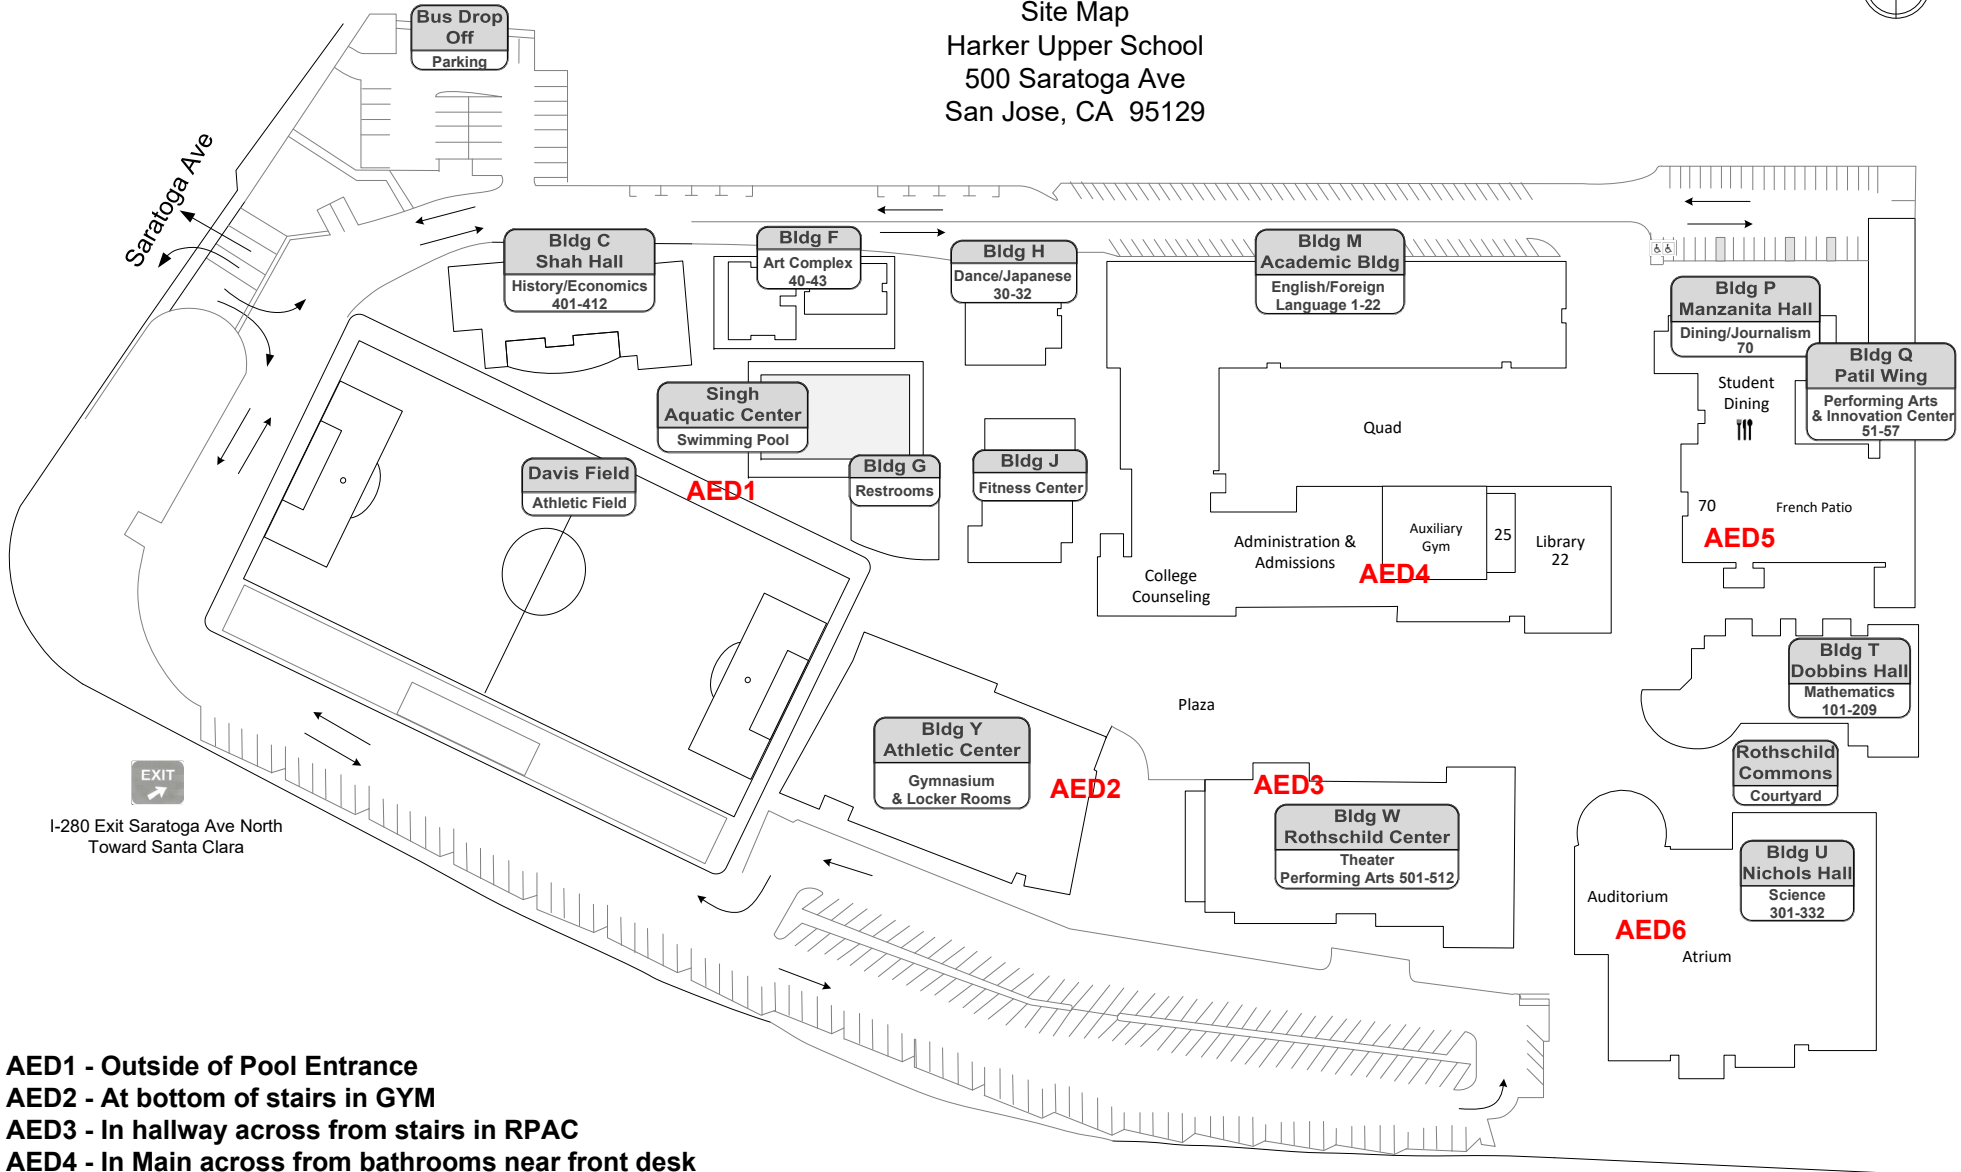 Site Map
Harker Upper School
500 Saratoga Ave
San Jose, CA  95129
Bus Drop
Off
Parking
Saratoga Ave
Bldg C
Shah Hall
History/Economics
401-412
Bldg F
Art Complex
40-43
Bldg H
Dance/Japanese
30-32
Bldg M
Academic Bldg
English/Foreign
Language 1-22
Bldg P
Manzanita Hall
Dining/Journalism
70
Bldg Q
Patil Wing
Performing Arts
& Innovation Center
51-57
Student
Dining
Singh
Aquatic Center
Swimming Pool
Quad
Davis Field
Athletic Field
AED1
Bldg G
Restrooms
Bldg J
Fitness Center
70
French Patio
AED5
Administration &
Admissions
Auxiliary
Gym
25
Library
22
AED4
College
Counseling
Bldg T
Dobbins Hall
Mathematics
101-209
Plaza
Bldg Y
Athletic Center
Gymnasium
& Locker Rooms
AED2
AED3
Rothschild
Commons
Courtyard
Bldg W
Rothschild Center
Theater
Performing Arts 501-512
Bldg U
Nichols Hall
Science
301-332
Auditorium
AED6
Atrium
EXIT
I-280 Exit Saratoga Ave North
Toward Santa Clara
AED1 - Outside of Pool Entrance
AED2 - At bottom of stairs in GYM
AED3 - In hallway across from stairs in RPAC
AED4 - In Main across from bathrooms near front desk